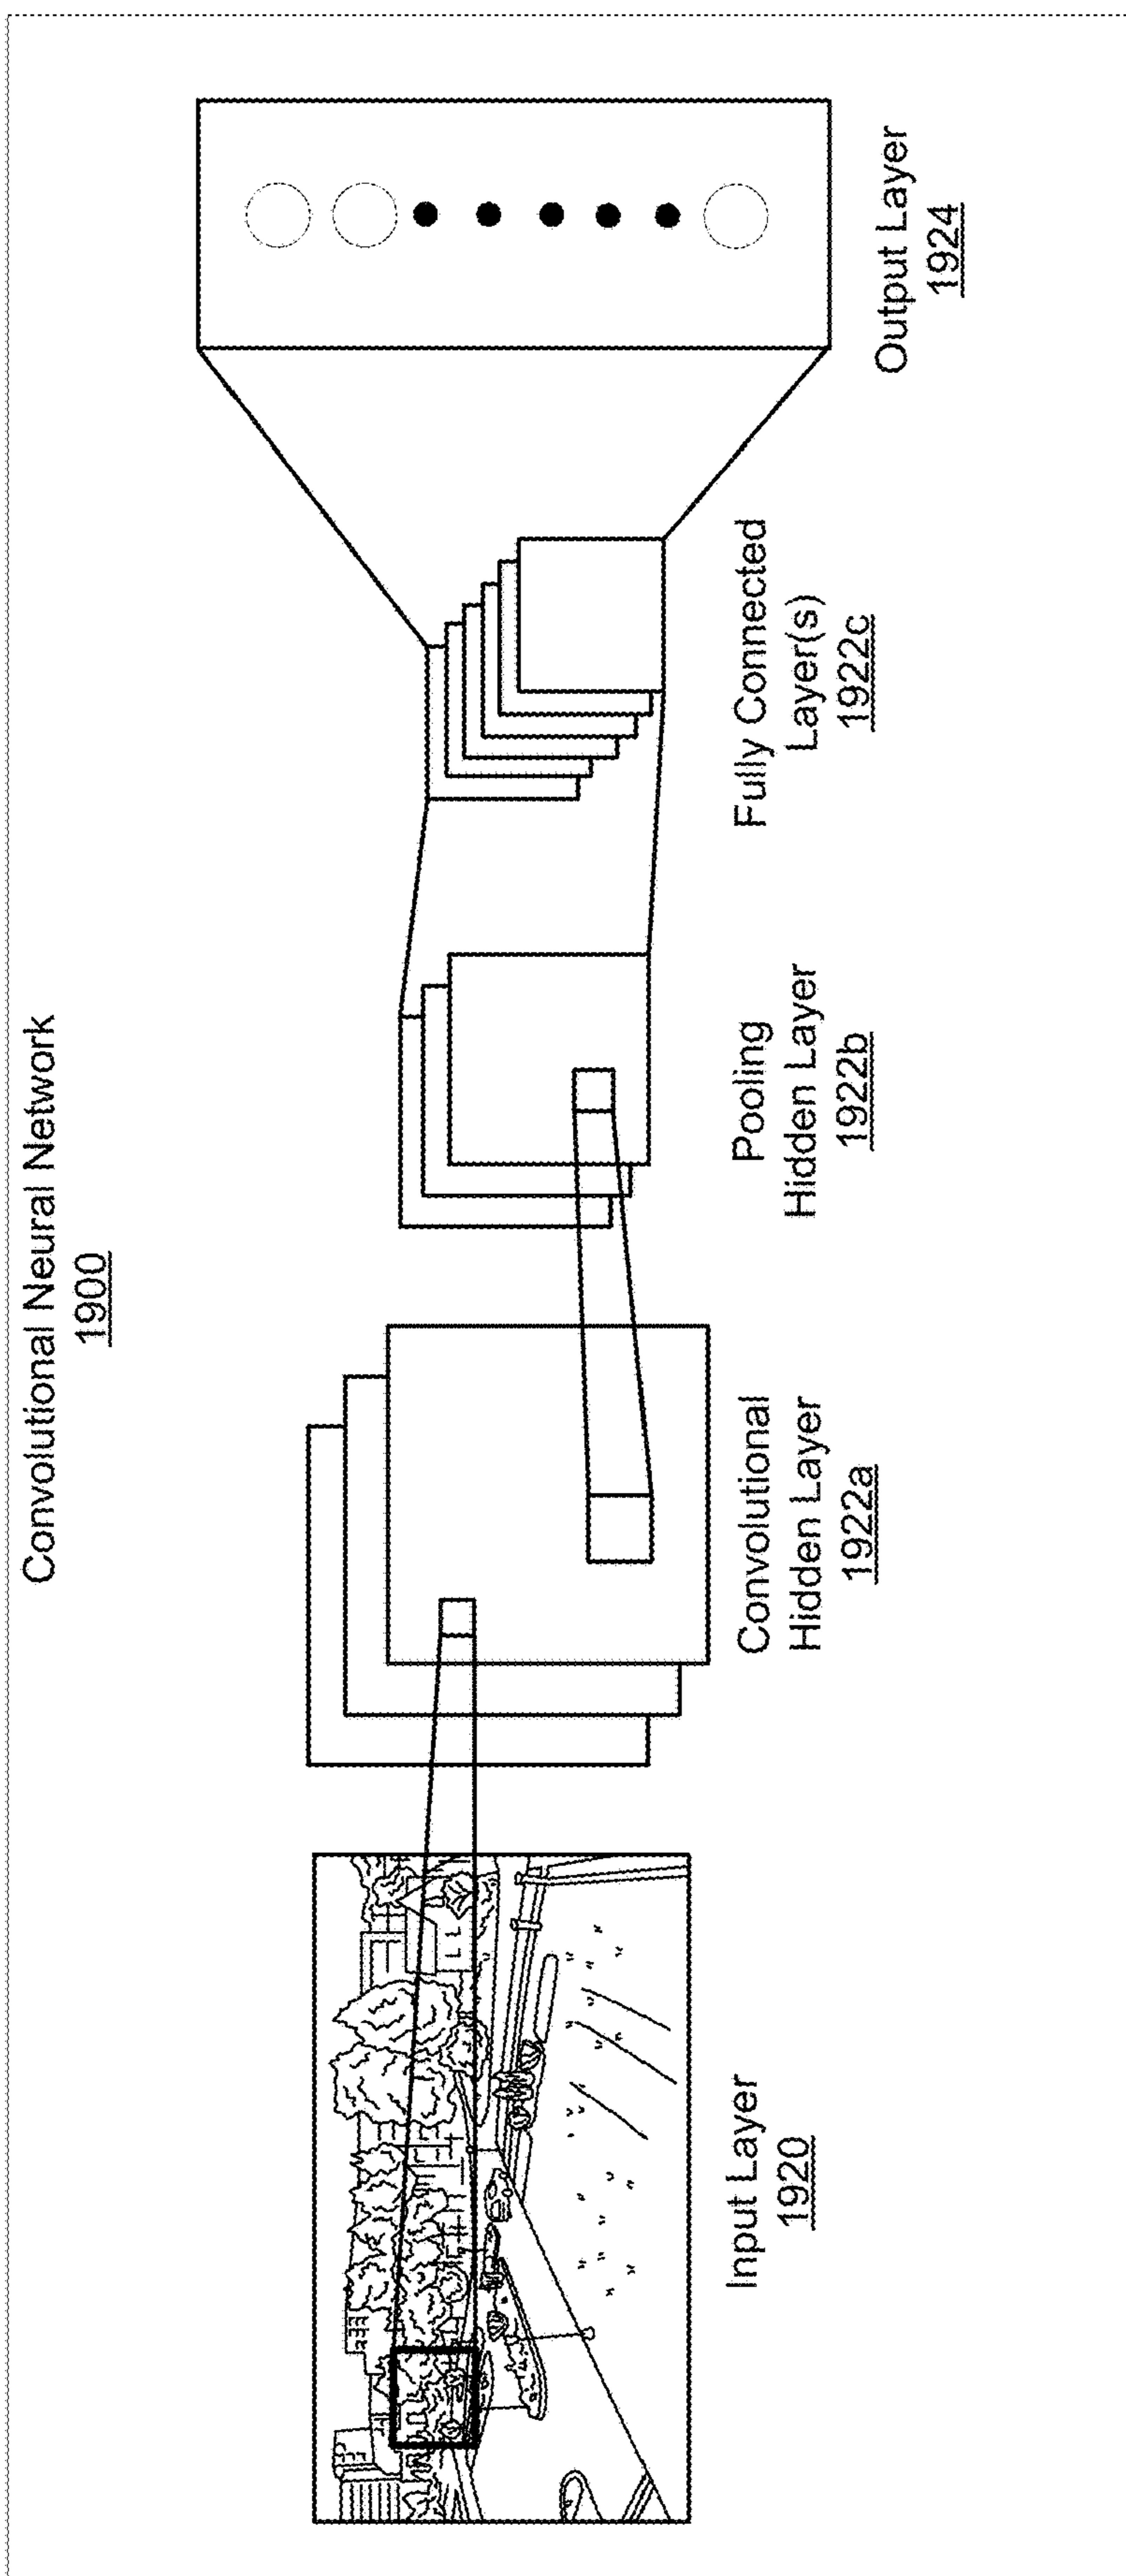 Convolutional Neural Network
1900
Input Layer
1920
Convolutional
Hidden Layer
1922a
Pooling
Hidden Layer
1922b
Fully Connected
Layer(s)
1922c
Output Layer
1924